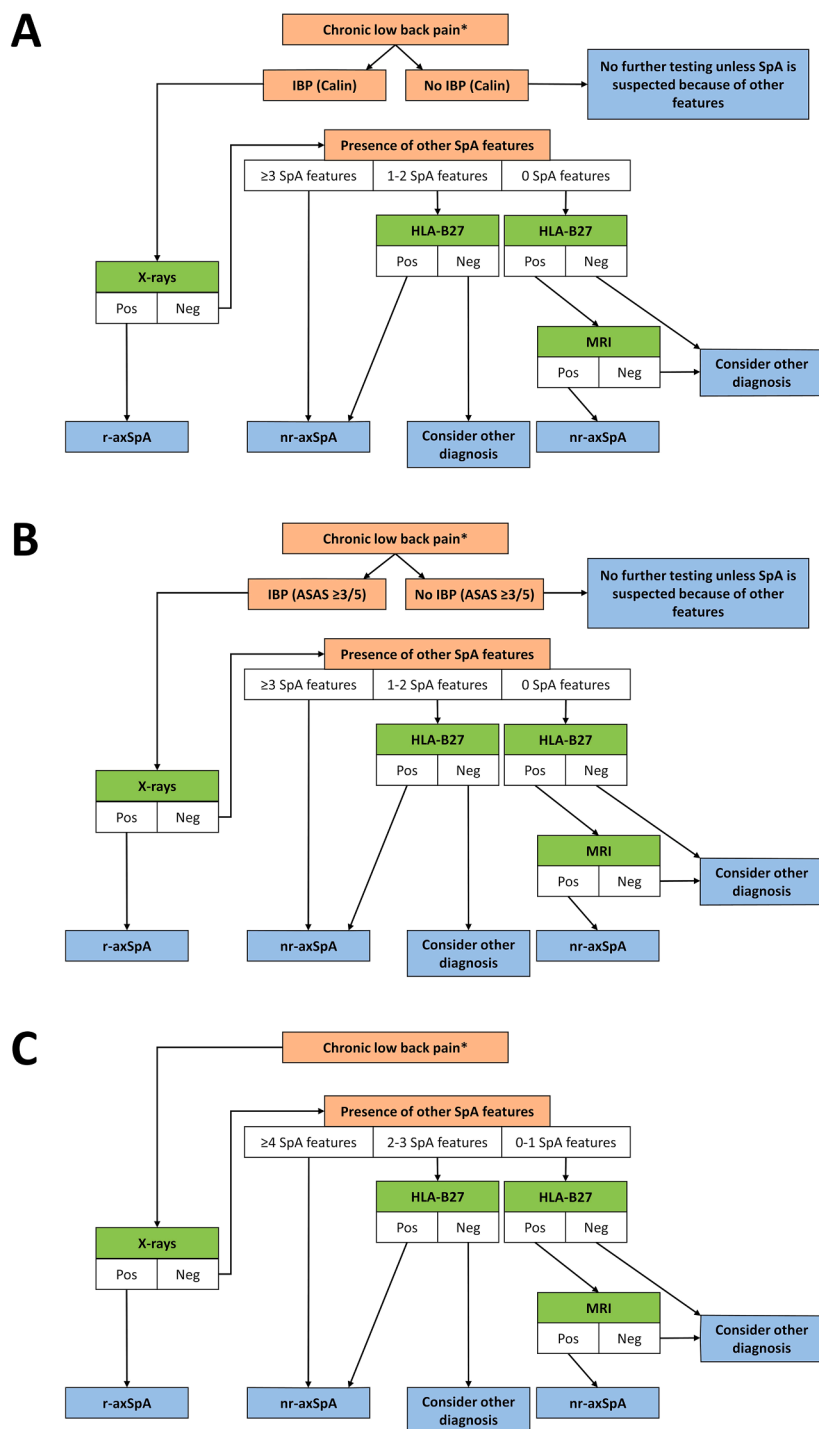 A
Chronic low back pain*
IBP (Calin)
No IBP (Calin)
No further testing unless SpA is
suspected because of other
features
Presence of other SpA features
≥3 SpA features
1-2 SpA features
0 SpA features
HLA-B27
HLA-B27
Pos
Neg
Pos
Neg
X-rays
Pos
Neg
MRI
Pos
Neg
Consider other
diagnosis
r-axSpA
nr-axSpA
Consider other
diagnosis
nr-axSpA
B
Chronic low back pain*
IBP (ASAS ≥3/5)
No IBP (ASAS ≥3/5)
No further testing unless SpA is
suspected because of other
features
Presence of other SpA features
≥3 SpA features
1-2 SpA features
0 SpA features
HLA-B27
HLA-B27
Pos
Neg
Pos
Neg
X-rays
Pos
Neg
MRI
Pos
Neg
Consider other
diagnosis
r-axSpA
nr-axSpA
Consider other
diagnosis
nr-axSpA
C
Chronic low back pain*
Presence of other SpA features
≥4 SpA features
2-3 SpA features
0-1 SpA features
HLA-B27
HLA-B27
Pos
Neg
Pos
Neg
X-rays
Pos
Neg
MRI
Pos
Neg
Consider other
diagnosis
r-axSpA
nr-axSpA
Consider other
diagnosis
nr-axSpA